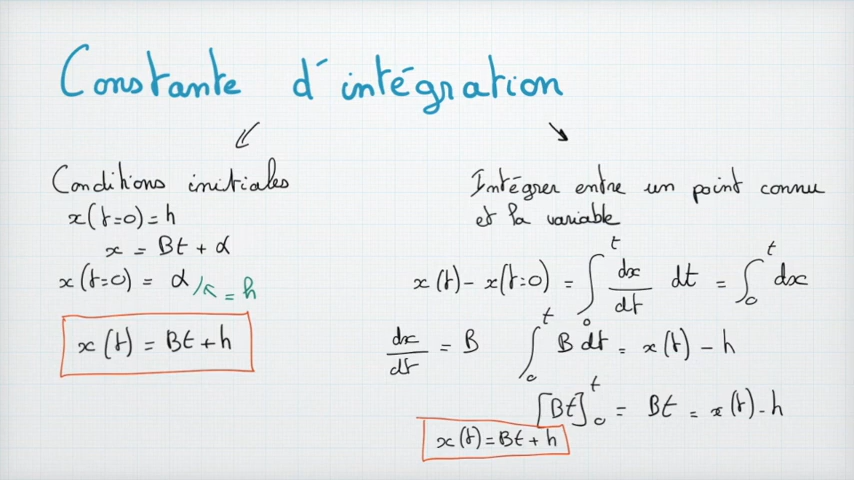 Constante d'intégration
Conditions initiales
x(t=0) = h
x = Bt + α
x(t=0) = α = h
x(t) = Bt + h
Intégrer entre un point connu
et la variable
x(t) - x(t=0) = ∫₀ᵗ dx/dt dt = ∫₀ᵗ dx
dx/dt = B ∫₀ᵗ B dt = x(t) - h
[Bt]₀ᵗ = Bt = x(t) - h
x(t) = Bt + h